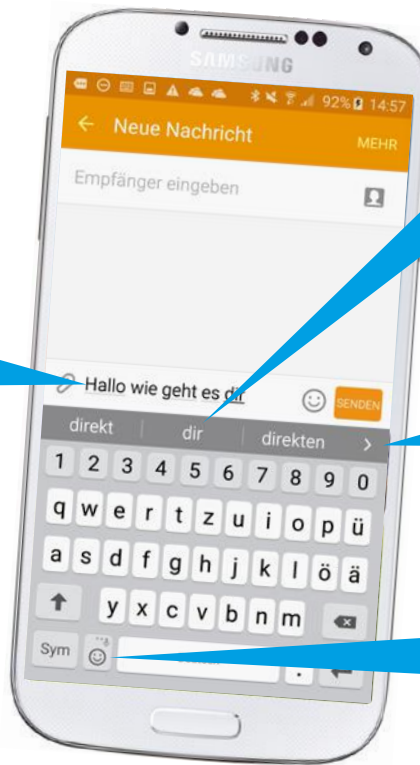 SAMSUNG
92% 14:57
Neue Nachricht MEHR
Empfänger eingeben
Hallo wie geht es dir SENDEN
direkt dir direkten >
1 2 3 4 5 6 7 8 9 0
q w e r t z u i o p ü
a s d f g h j k l ö ä
y x c v b n m
Sym .